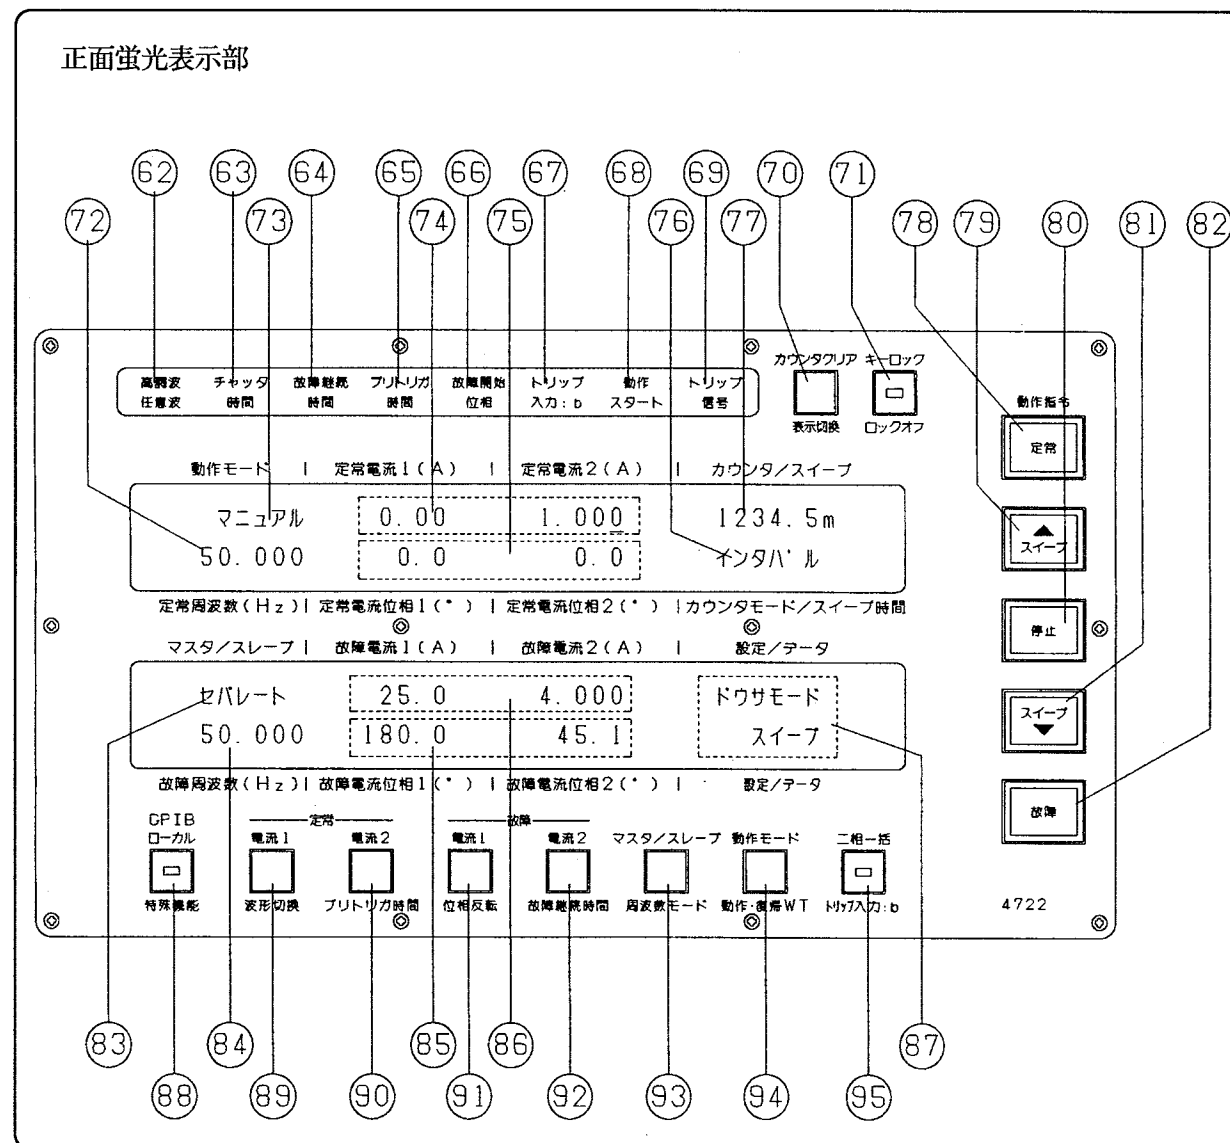 正面蛍光表示部
62 63 64 65 66 67 68 69 70 71
72 73 74 75 76 77 78 79 80 81 82
カウンタクリア キーロック
高調波 チャッタ 故障継続 プリトリガ 故障開始 トリップ 動作 トリップ
任意波 時間 時間 時間 位相 入力:b スタート 信号
表示切換 ロックオフ
動作指令
定常
動作モード | 定常電流1(A) | 定常電流2(A) | カウンタ/スイープ
マニュアル 0.00 1.000 1234.5m
50.000 0.0 0.0 インタバル
▲
スイープ
定常周波数(Hz) | 定常電流位相1(°) | 定常電流位相2(°) | カウンタモード/スイープ時間
停止
マスタ/スレーブ | 故障電流1(A) | 故障電流2(A) | 設定/データ
セパレート 25.0 4.000 ドウサモード
50.000 180.0 45.1 スイープ
スイープ
▼
故障周波数(Hz) | 故障電流位相1(°) | 故障電流位相2(°) | 設定/データ
故障
GPIB 定常 故障
ローカル 電流1 電流2 電流1 電流2 マスタ/スレーブ 動作モード 二相一括
特殊機能 波形切換 プリトリガ時間 位相反転 故障継続時間 周波数モード 動作・復帰WT トリップ入力:b
4722
83 84 85 86 87
88 89 90 91 92 93 94 95